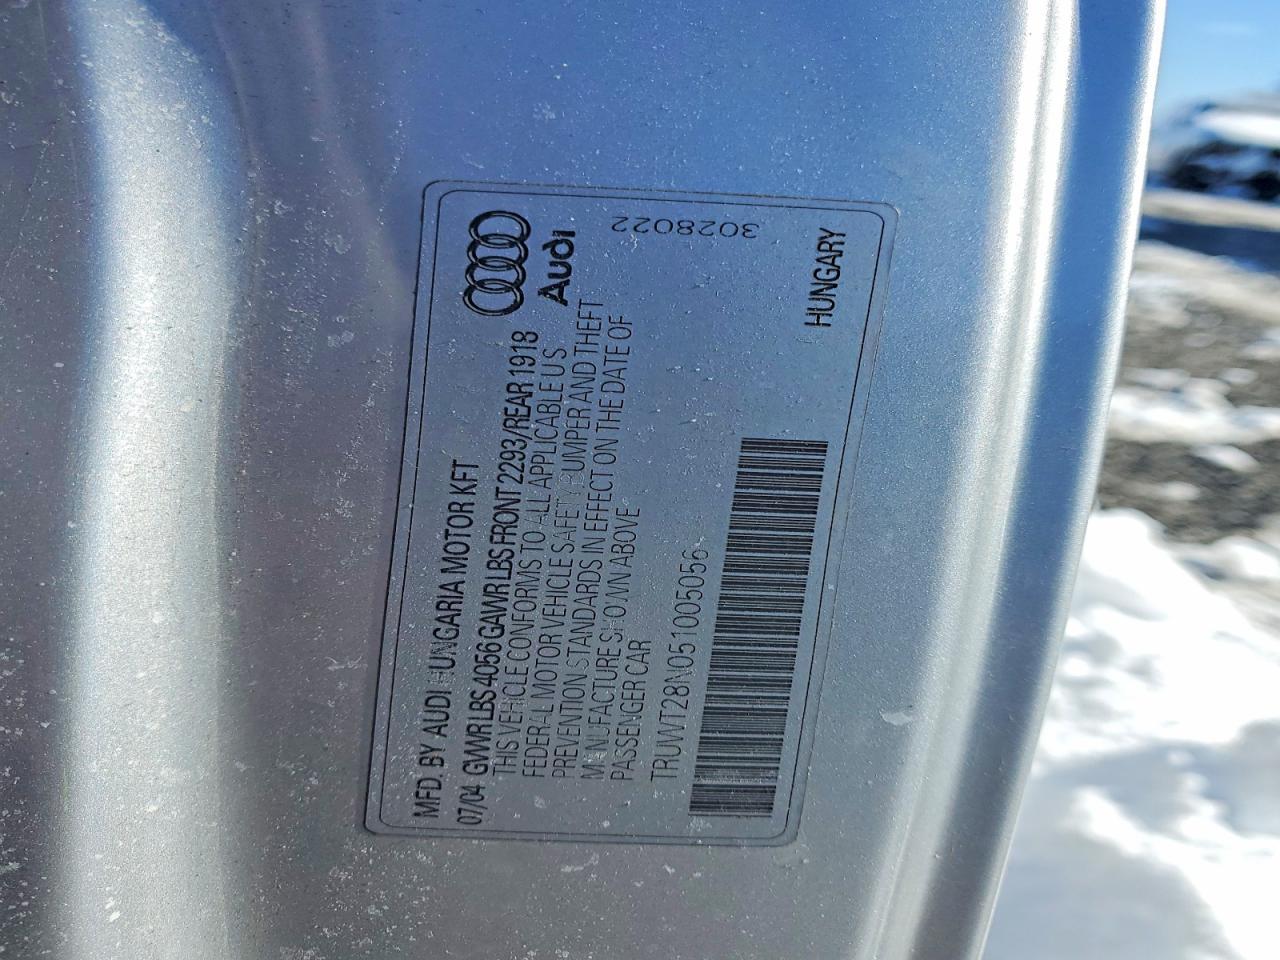 Audi
3028022
MFD. BY AUDI HUNGARIA MOTOR KFT
07/04 GWR LBS 4056 GAWR LBS FRONT 2293/REAR 1918
THIS VEHICLE CONFORMS TO ALL APPLICABLE US
FEDERAL MOTOR VEHICLE SAFETY BUMPER AND THEFT
PREVENTION STANDARDS IN EFFECT ON THE DATE OF
MANUFACTURE SHOWN ABOVE
PASSENGER CAR
TRUWT28N051005056
HUNGARY